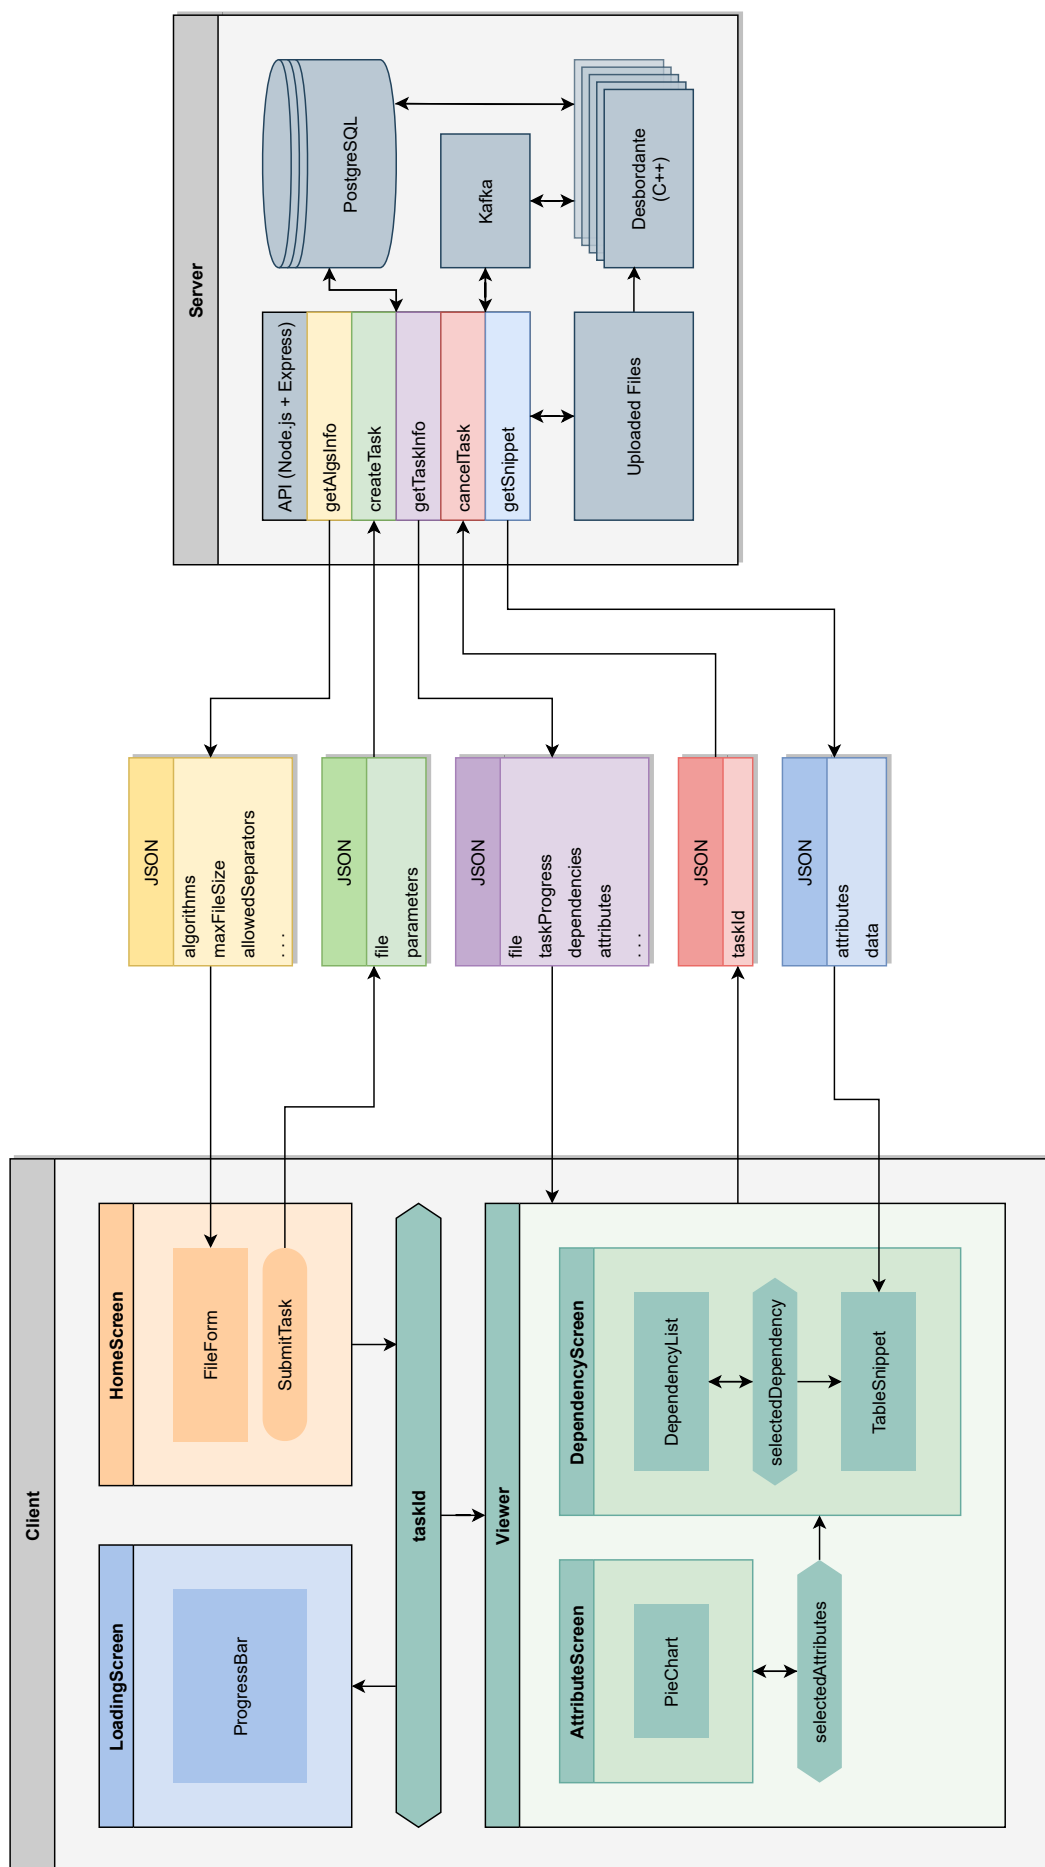 Client
LoadingScreen
ProgressBar
HomeScreen
FileForm
SubmitTask
taskId
Viewer
AttributeScreen
PieChart
selectedAttributes
DependencyScreen
DependencyList
selectedDependency
TableSnippet
JSON
algorithms
maxFileSize
allowedSeparators
. . .
JSON
file
parameters
JSON
file
taskProgress
dependencies
attributes
. . .
JSON
taskId
JSON
attributes
data
Server
API (Node.js + Express)
getAlgsInfo
createTask
getTaskInfo
cancelTask
getSnippet
PostgreSQL
Kafka
Uploaded Files
Desbordante
(C++)